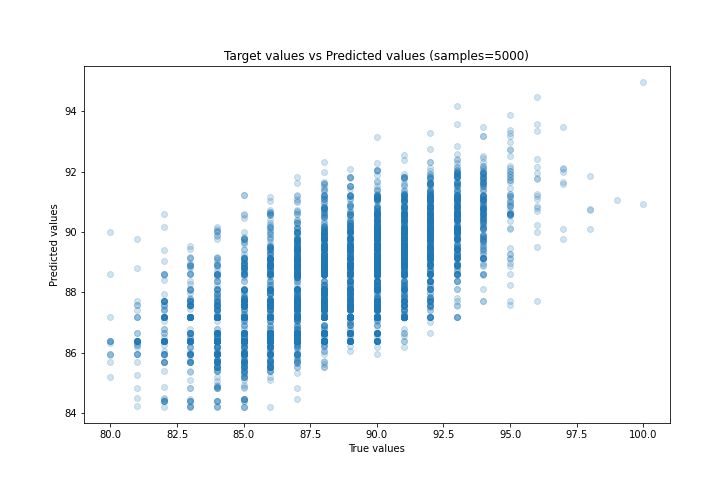 Target values vs Predicted values (samples=5000)
94
92
90
88
86
84
Predicted values
80.0 82.5 85.0 87.5 90.0 92.5 95.0 97.5 100.0
True values